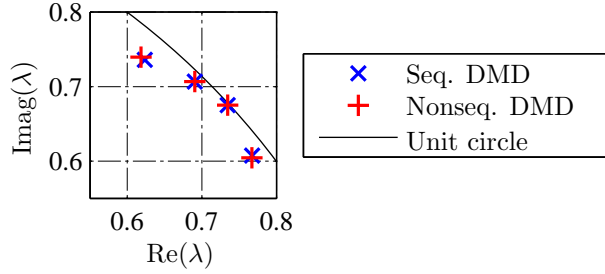 0.8
0.7
0.6
Imag(λ)
0.6 0.7 0.8
Re(λ)
Seq. DMD
Nonseq. DMD
Unit circle